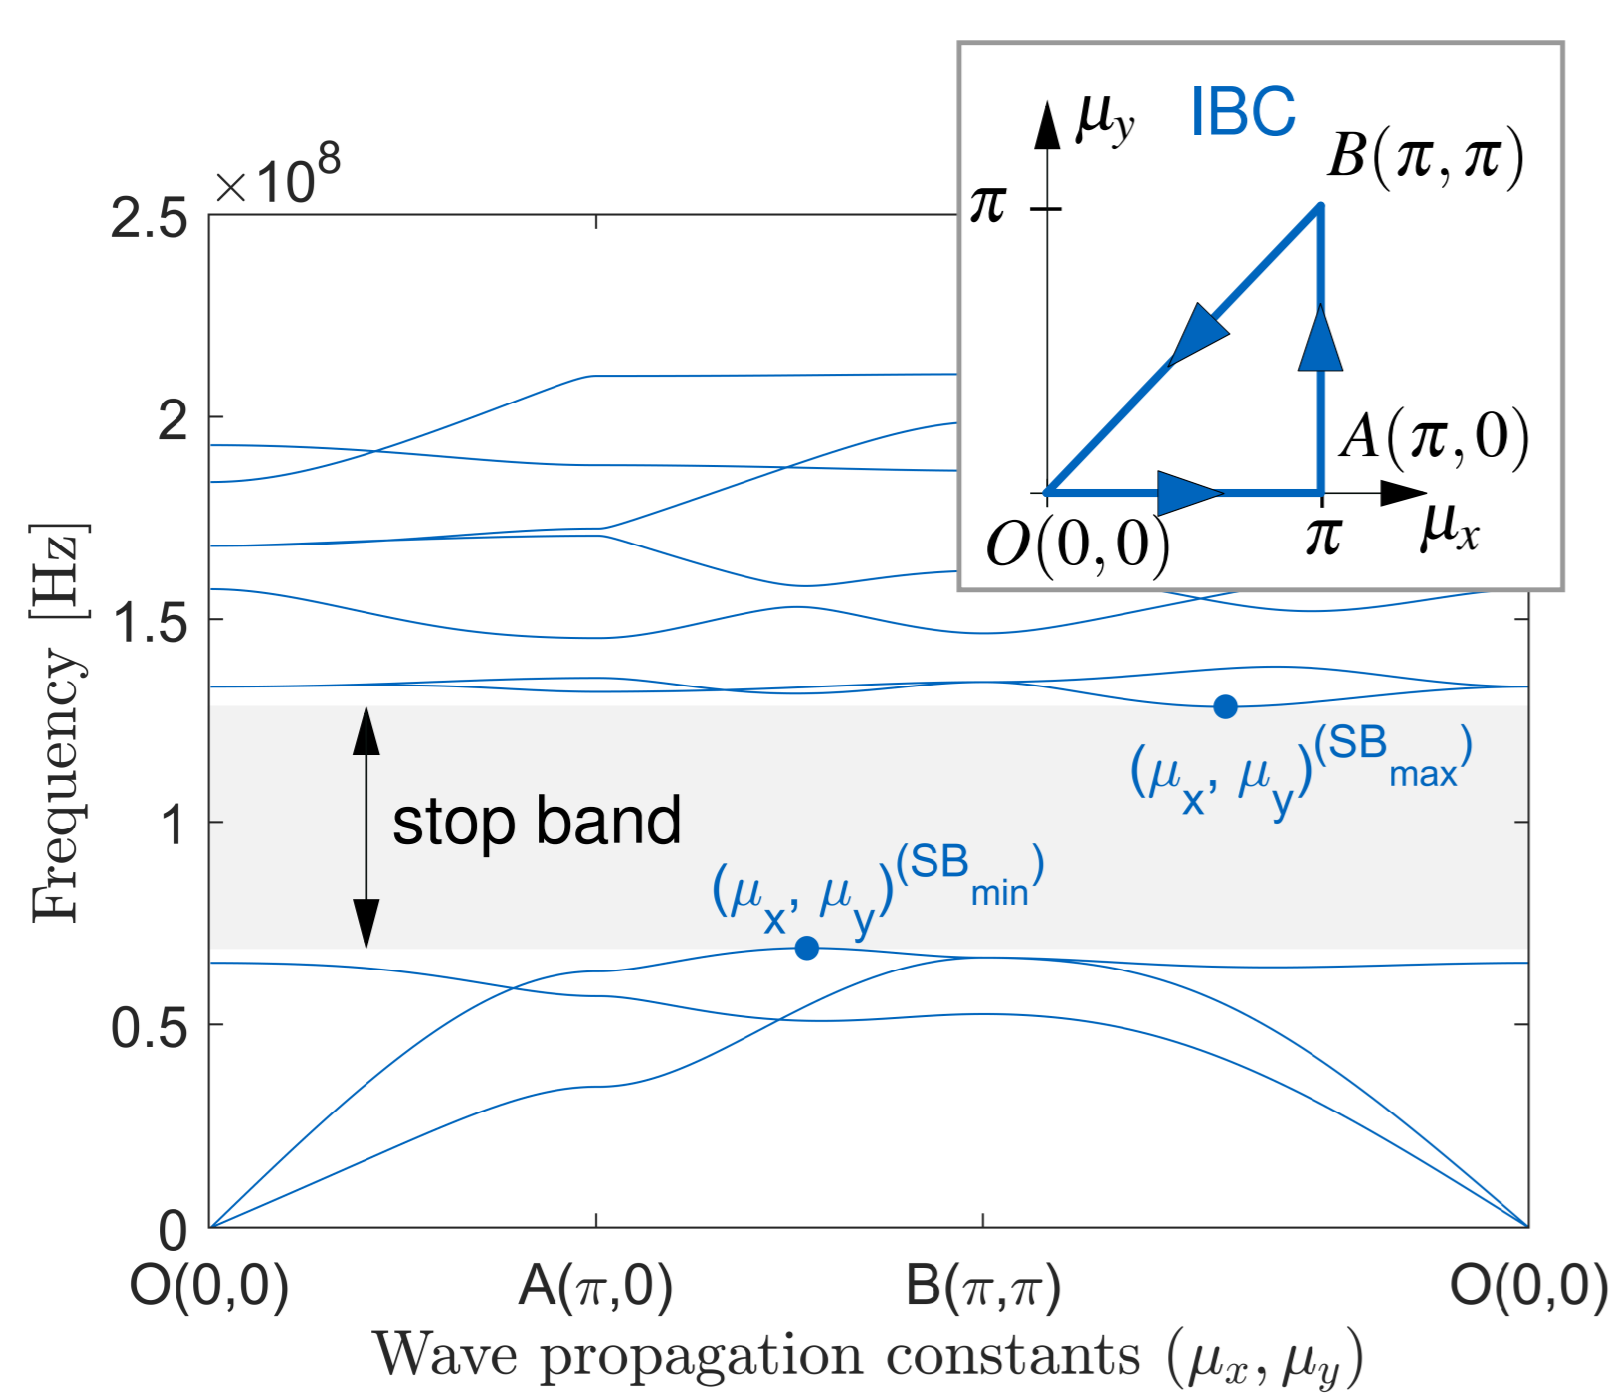 IBC
μy
π
B(π,π)
A(π,0)
O(0,0)
π
μx
×10^8
2.5
2
1.5
1
0.5
0
Frequency [Hz]
stop band
(μx, μy)^(SBmax)
(μx, μy)^(SBmin)
O(0,0) A(π,0) B(π,π) O(0,0)
Wave propagation constants (μx, μy)